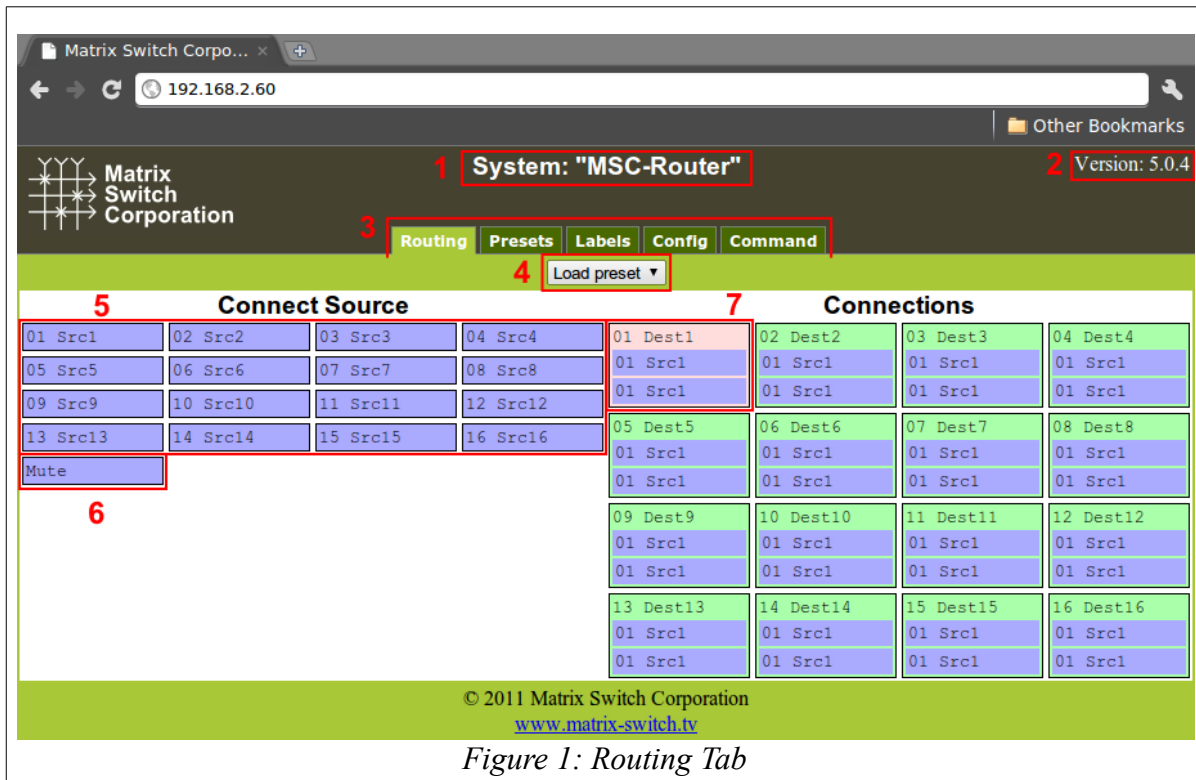 Matrix Switch Corpo... ×
192.168.2.60
Other Bookmarks
Matrix
Switch
Corporation
1 System: "MSC-Router"
2 Version: 5.0.4
3 Routing Presets Labels Config Command
4 Load preset ▼
5 Connect Source
7 Connections
01 Src1 02 Src2 03 Src3 04 Src4
05 Src5 06 Src6 07 Src7 08 Src8
09 Src9 10 Src10 11 Src11 12 Src12
13 Src13 14 Src14 15 Src15 16 Src16
Mute
6
01 Dest1 02 Dest2 03 Dest3 04 Dest4
01 Src1 01 Src1 01 Src1 01 Src1
01 Src1 01 Src1 01 Src1 01 Src1
05 Dest5 06 Dest6 07 Dest7 08 Dest8
01 Src1 01 Src1 01 Src1 01 Src1
01 Src1 01 Src1 01 Src1 01 Src1
09 Dest9 10 Dest10 11 Dest11 12 Dest12
01 Src1 01 Src1 01 Src1 01 Src1
01 Src1 01 Src1 01 Src1 01 Src1
13 Dest13 14 Dest14 15 Dest15 16 Dest16
01 Src1 01 Src1 01 Src1 01 Src1
01 Src1 01 Src1 01 Src1 01 Src1
© 2011 Matrix Switch Corporation
www.matrix-switch.tv
Figure 1: Routing Tab